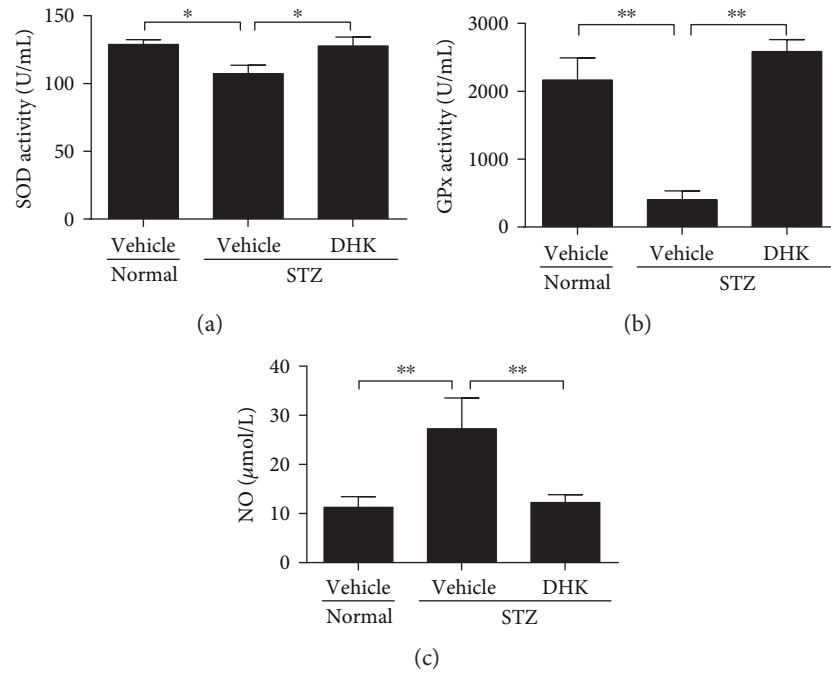 SOD activity (U/mL)
150
100
50
0
*
*
Vehicle
Vehicle
DHK
Normal
STZ
(a)
GPx activity (U/mL)
3000
2000
1000
0
**
**
Vehicle
Vehicle
DHK
Normal
STZ
(b)
NO (µmol/L)
40
30
20
10
0
**
**
Vehicle
Vehicle
DHK
Normal
STZ
(c)